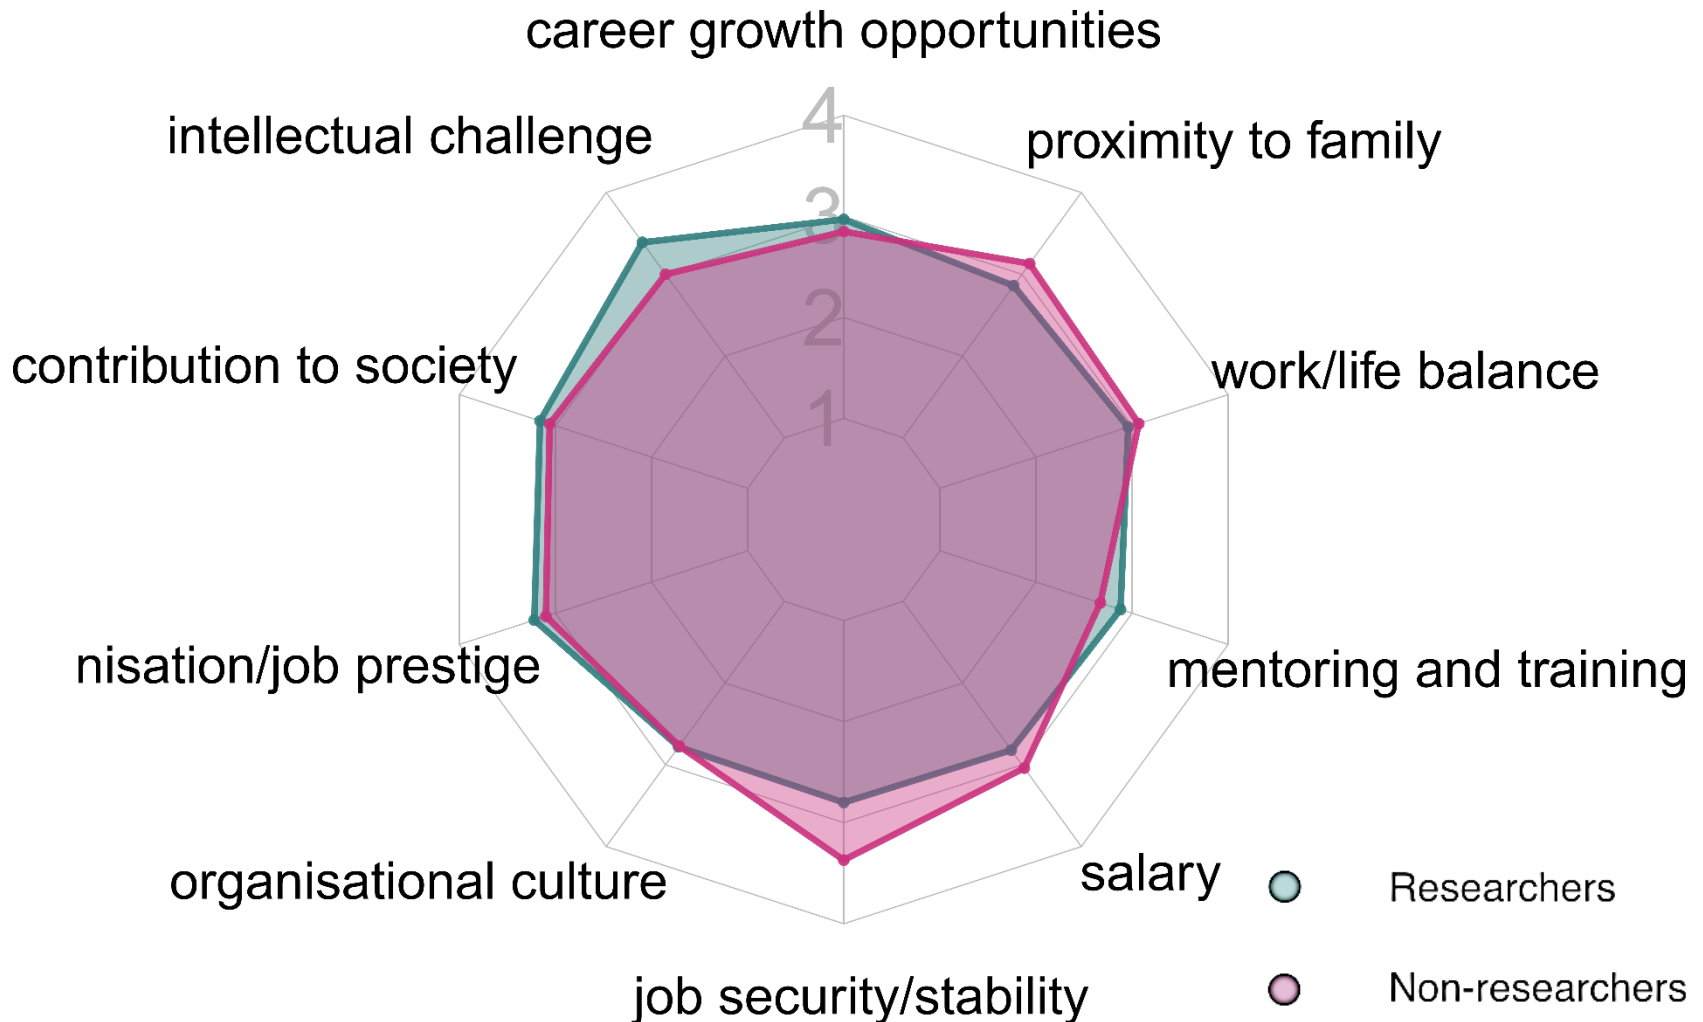 career growth opportunities
intellectual challenge
proximity to family
4
3
2
1
contribution to society
work/life balance
nisation/job prestige
mentoring and training
organisational culture
salary
Researchers
job security/stability
Non-researchers